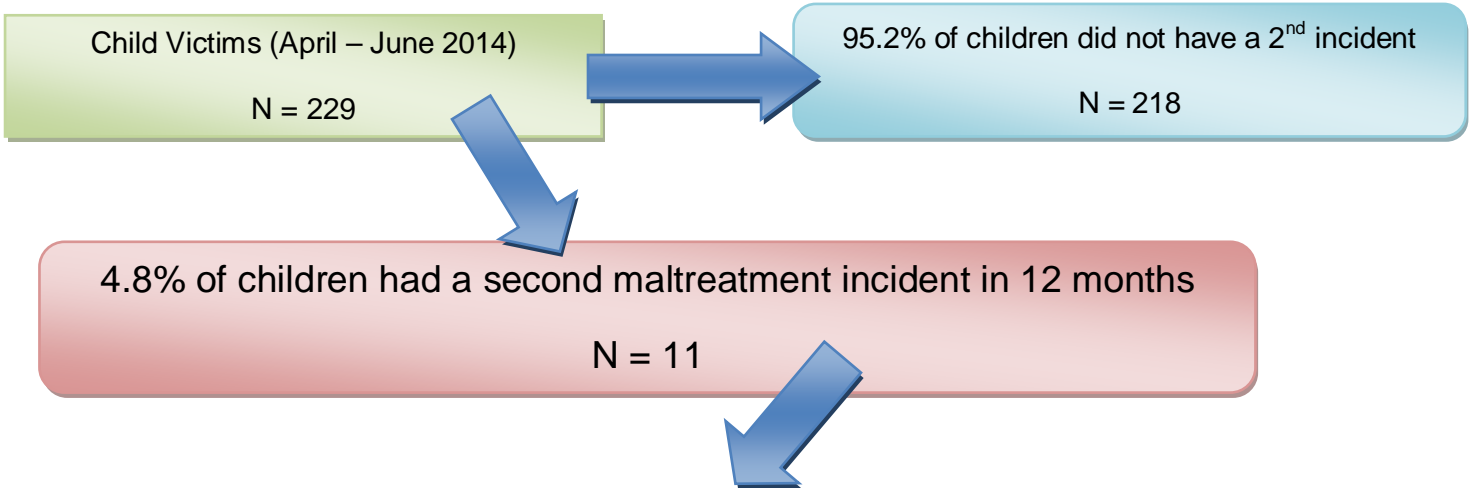 Child Victims (April – June 2014)
N = 229
95.2% of children did not have a 2nd incident
N = 218
4.8% of children had a second maltreatment incident in 12 months
N = 11